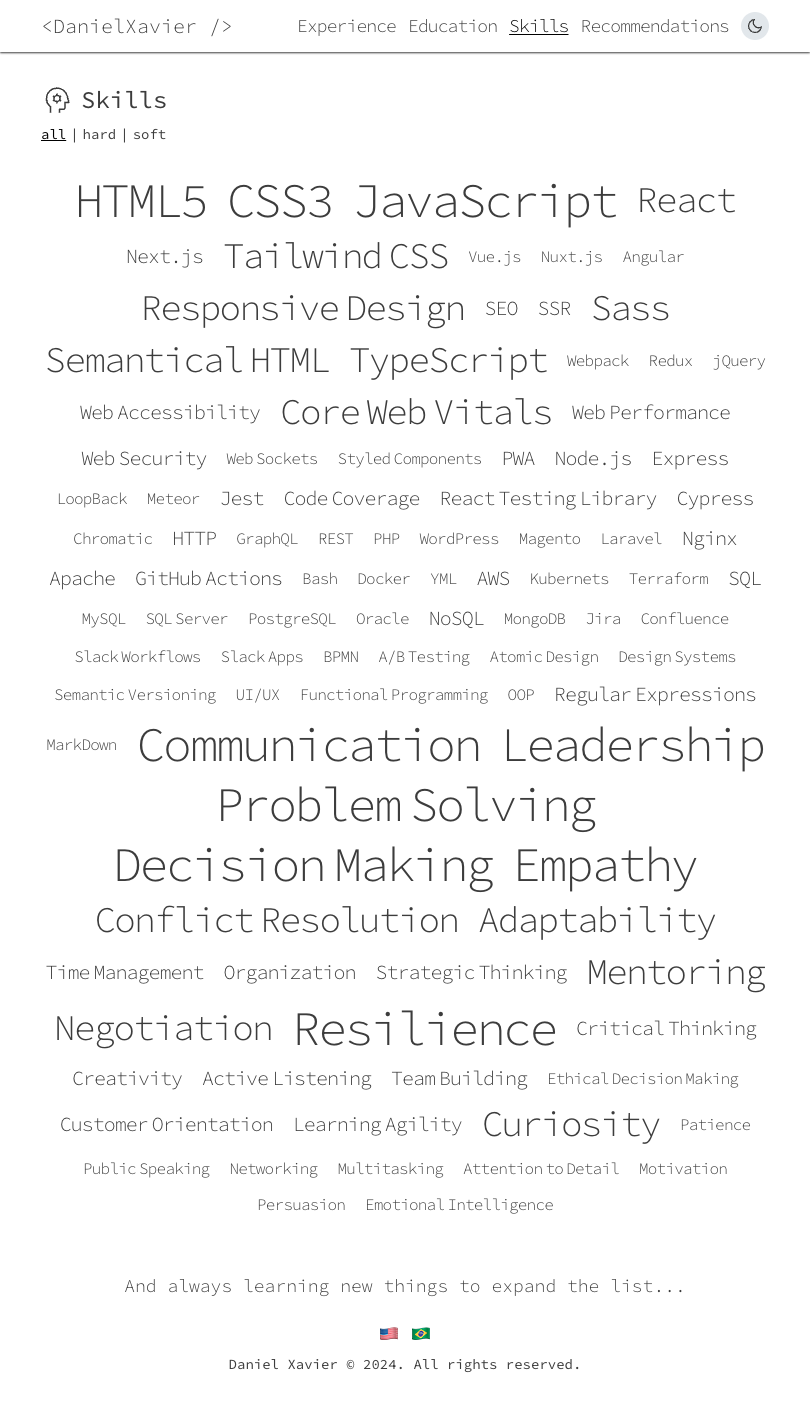 <DanielXavier /> Experience Education Skills Recommendations
Skills
all | hard | soft
HTML5 CSS3 JavaScript React
Next.js Tailwind CSS Vue.js Nuxt.js Angular
Responsive Design SEO SSR Sass
Semantical HTML TypeScript Webpack Redux jQuery
Web Accessibility Core Web Vitals Web Performance
Web Security Web Sockets Styled Components PWA Node.js Express
LoopBack Meteor Jest Code Coverage React Testing Library Cypress
Chromatic HTTP GraphQL REST PHP WordPress Magento Laravel Nginx
Apache GitHub Actions Bash Docker YML AWS Kubernets Terraform SQL
MySQL SQL Server PostgreSQL Oracle NoSQL MongoDB Jira Confluence
Slack Workflows Slack Apps BPMN A/B Testing Atomic Design Design Systems
Semantic Versioning UI/UX Functional Programming OOP Regular Expressions
MarkDown Communication Leadership
Problem Solving
Decision Making Empathy
Conflict Resolution Adaptability
Time Management Organization Strategic Thinking Mentoring
Negotiation Resilience Critical Thinking
Creativity Active Listening Team Building Ethical Decision Making
Customer Orientation Learning Agility Curiosity Patience
Public Speaking Networking Multitasking Attention to Detail Motivation
Persuasion Emotional Intelligence
And always learning new things to expand the list...
Daniel Xavier © 2024. All rights reserved.